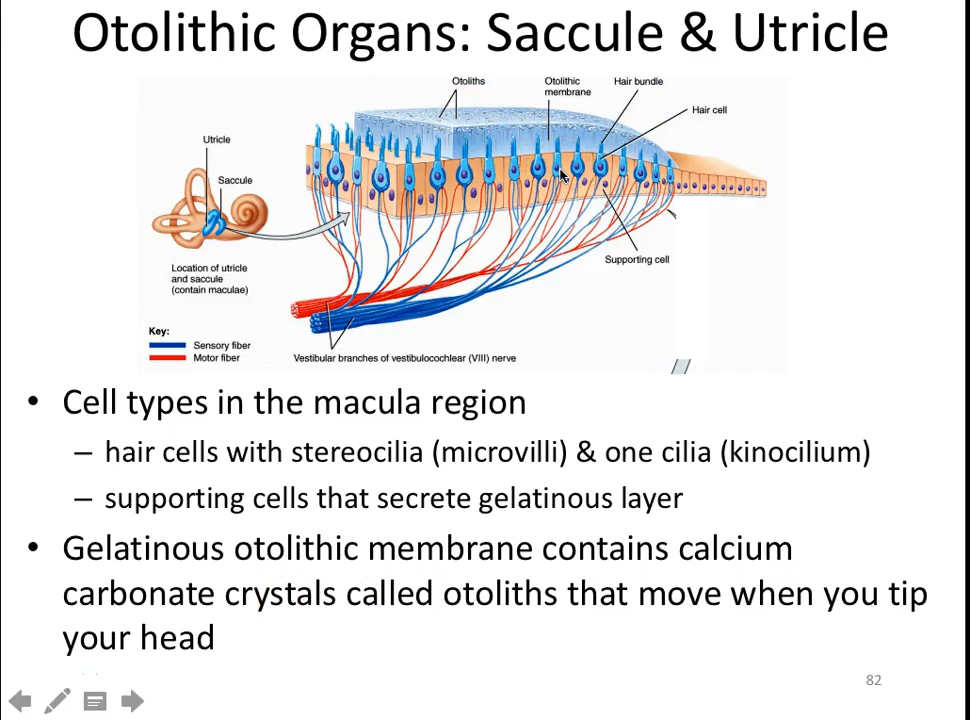 Otolithic Organs: Saccule & Utricle
Otoliths
Otolithic
membrane
Hair bundle
Hair cell
Utricle
Saccule
Location of utricle
and saccule
(contain maculae)
Supporting cell
Key:
Sensory fiber
Motor fiber
Vestibular branches of vestibulocochlear (VIII) nerve
• Cell types in the macula region
– hair cells with stereocilia (microvilli) & one cilia (kinocilium)
– supporting cells that secrete gelatinous layer
• Gelatinous otolithic membrane contains calcium
carbonate crystals called otoliths that move when you tip
your head
82